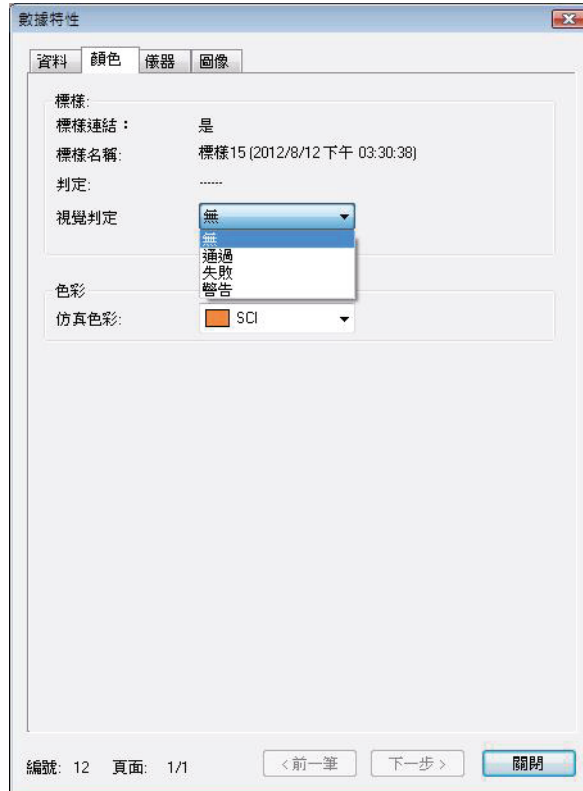 數據特性
資料 顏色 儀器 圖像
標樣:
標樣連結： 是
標樣名稱: 標樣15 (2012/8/12 下午 03:30:38)
判定: ------
視覺判定 無
無
通過
失敗
警告
色彩
仿真色彩: SCI
編號: 12 頁面: 1/1 <前一筆 下一步> 關閉